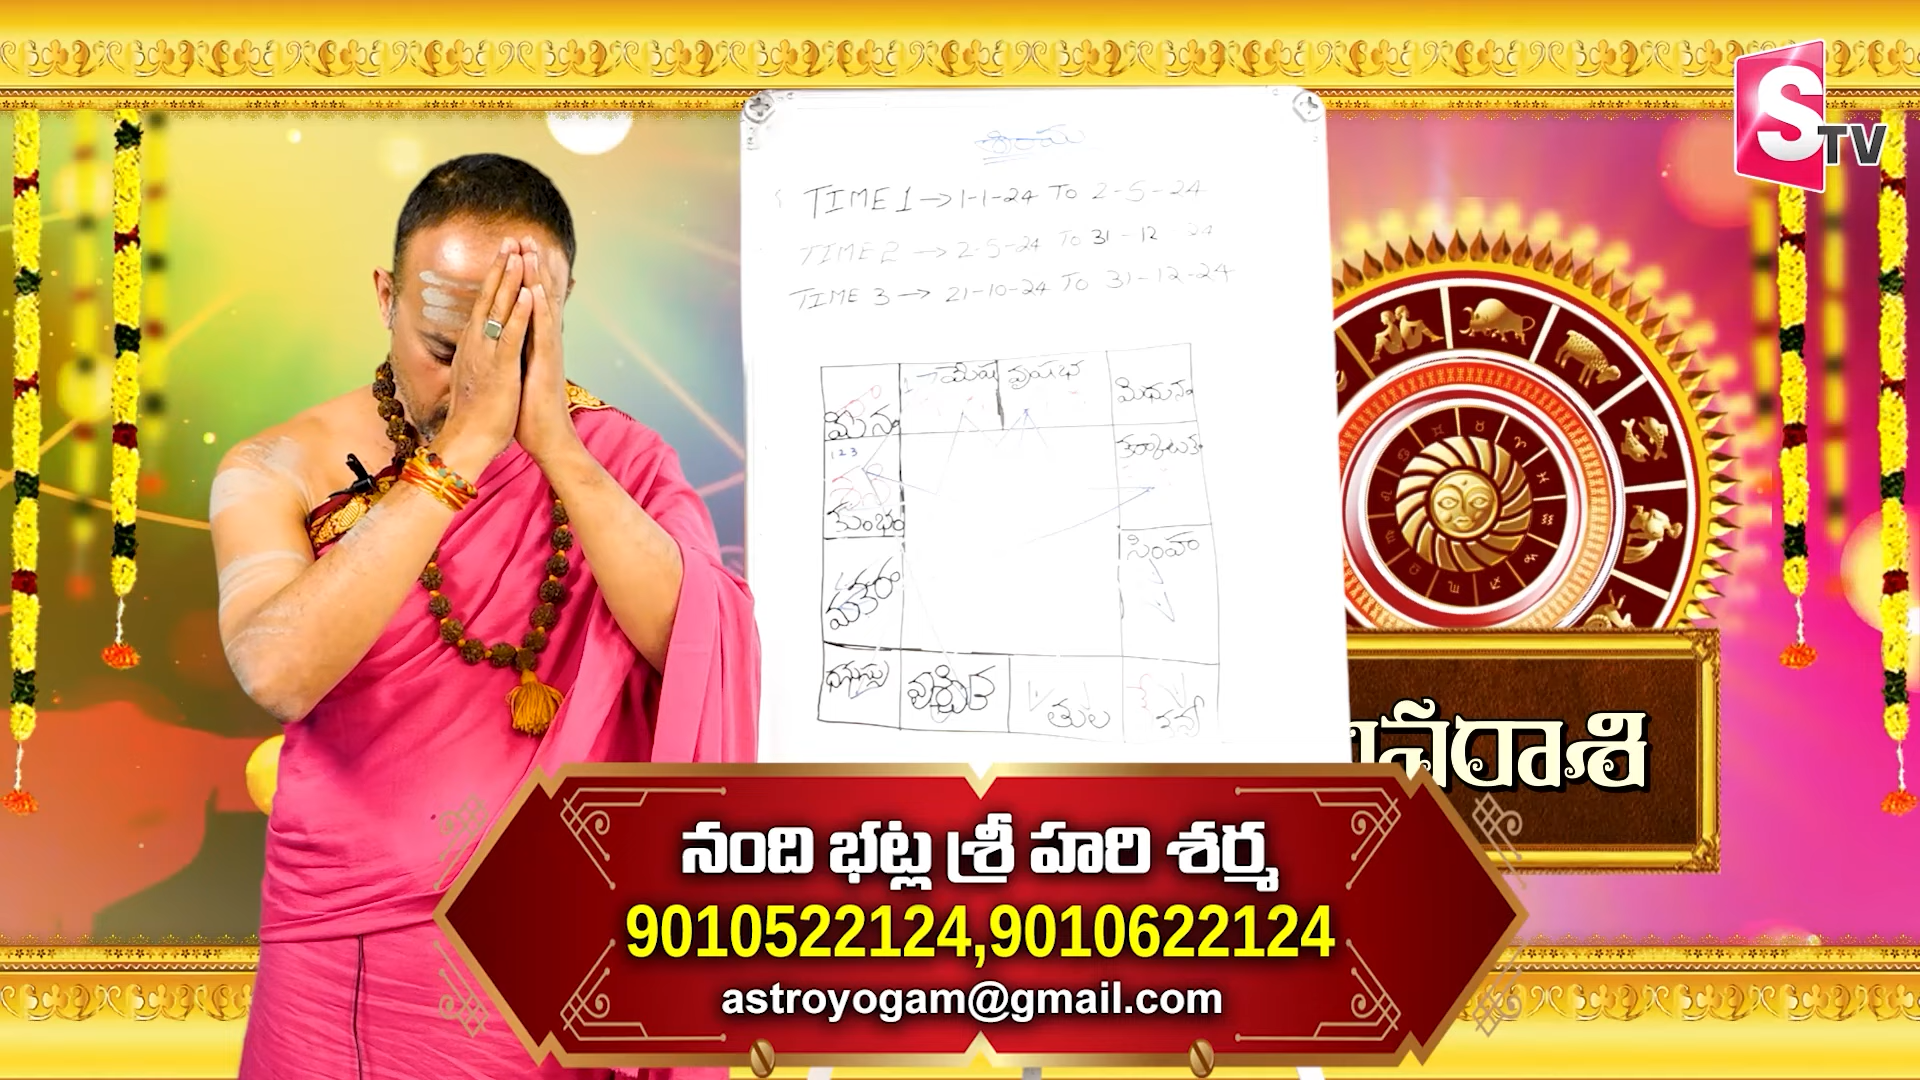 STV
శ్రీరామ
TIME 1 → 1-1-24 TO 2-5-24
TIME 2 → 2-5-24 To 31-12-24
TIME 3 → 21-10-24 To 31-12-24
మేష వృషభ
మిథునం
మీనం
123
కర్కాటకం
కుంభం
సింహ
మకరం
ధనుస్సు
వృశ్చిక
తుల
కన్యా
నరాశి
నంది భట్ల శ్రీ హరి శర్మ
9010522124,9010622124
astroyogam@gmail.com